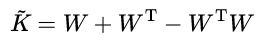 K̃ = W + Wᵀ − WᵀW